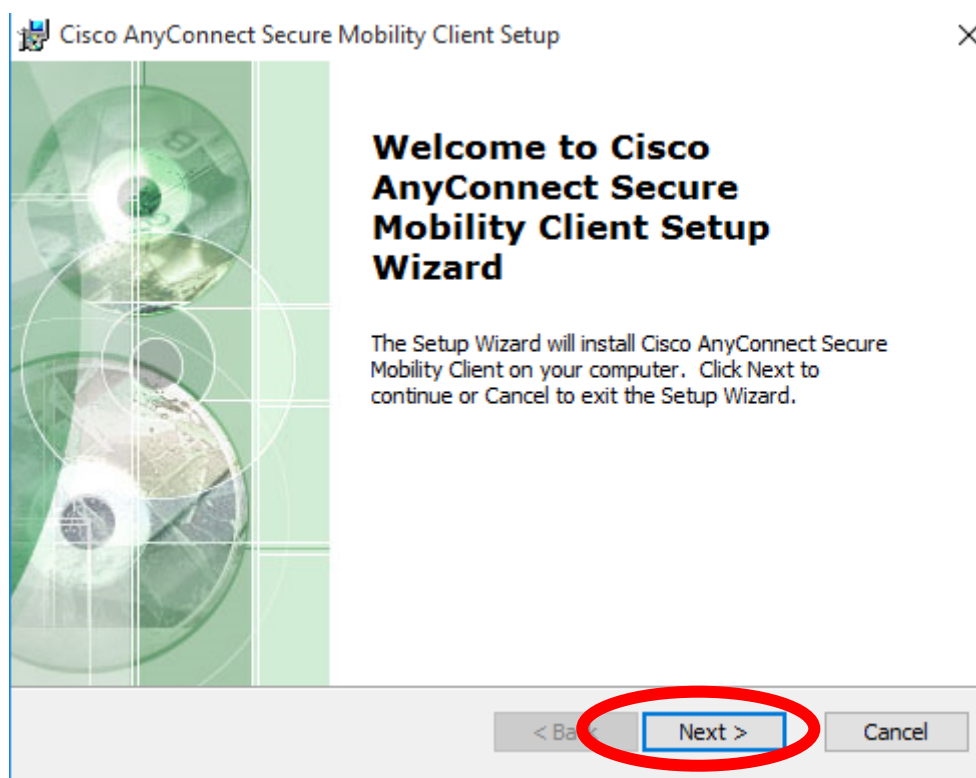 Cisco AnyConnect Secure Mobility Client Setup
Welcome to Cisco
AnyConnect Secure
Mobility Client Setup
Wizard
The Setup Wizard will install Cisco AnyConnect Secure
Mobility Client on your computer. Click Next to
continue or Cancel to exit the Setup Wizard.
< Back Next > Cancel